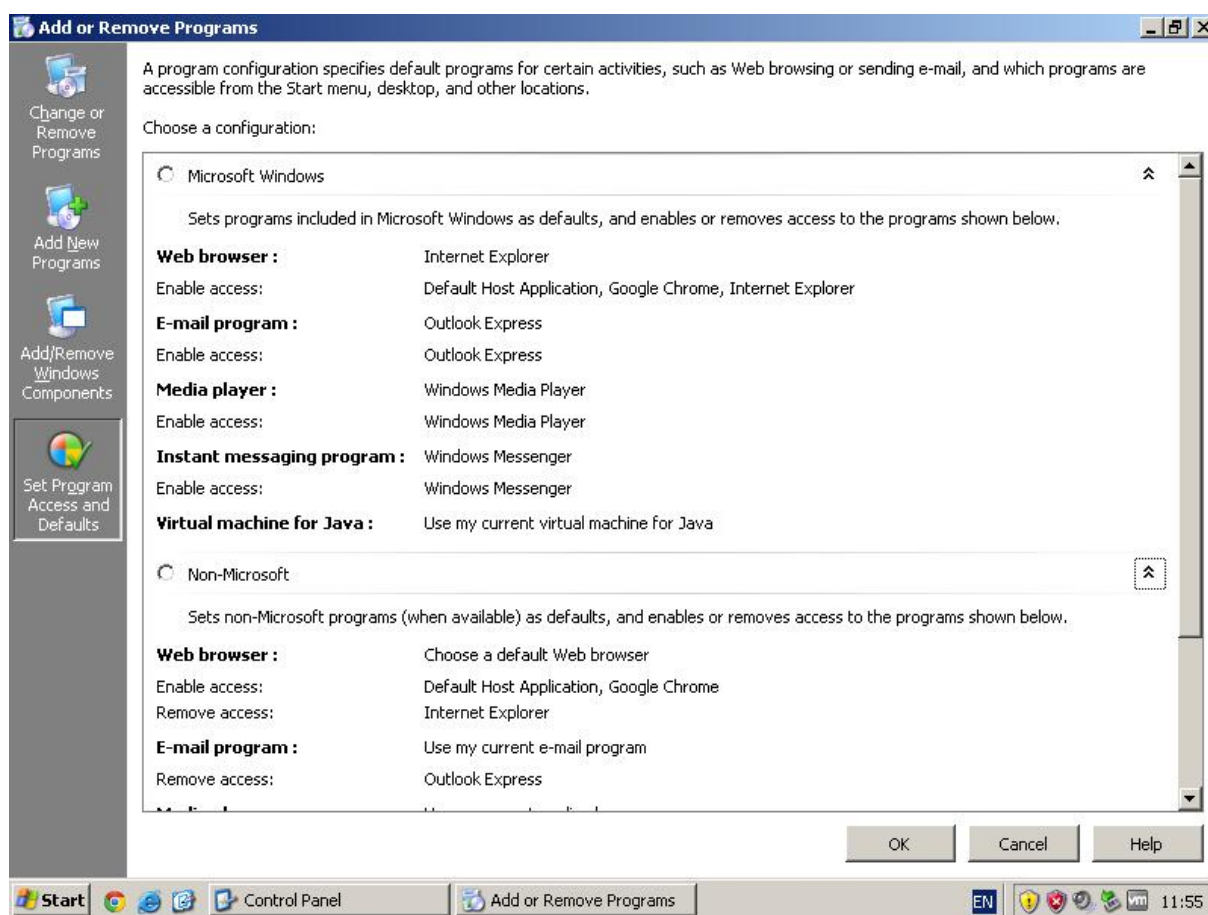 Add or Remove Programs
Change or
Remove
Programs
Add New
Programs
Add/Remove
Windows
Components
Set Program
Access and
Defaults
A program configuration specifies default programs for certain activities, such as Web browsing or sending e-mail, and which programs are
accessible from the Start menu, desktop, and other locations.
Choose a configuration:
Microsoft Windows
Sets programs included in Microsoft Windows as defaults, and enables or removes access to the programs shown below.
Web browser : Internet Explorer
Enable access: Default Host Application, Google Chrome, Internet Explorer
E-mail program : Outlook Express
Enable access: Outlook Express
Media player : Windows Media Player
Enable access: Windows Media Player
Instant messaging program : Windows Messenger
Enable access: Windows Messenger
Virtual machine for Java : Use my current virtual machine for Java
Non-Microsoft
Sets non-Microsoft programs (when available) as defaults, and enables or removes access to the programs shown below.
Web browser : Choose a default Web browser
Enable access: Default Host Application, Google Chrome
Remove access: Internet Explorer
E-mail program : Use my current e-mail program
Remove access: Outlook Express
OK Cancel Help
Start Control Panel Add or Remove Programs EN vm 11:55